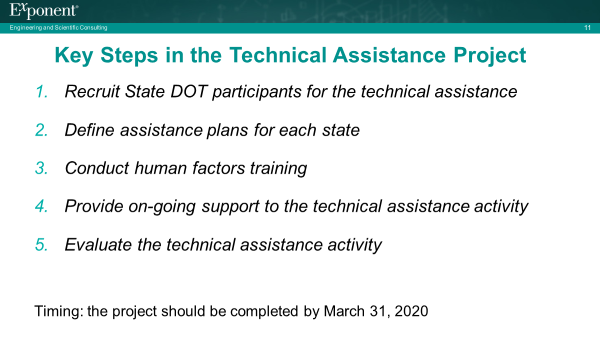 Exponent®
Engineering and Scientific Consulting
11
Key Steps in the Technical Assistance Project
1. Recruit State DOT participants for the technical assistance
2. Define assistance plans for each state
3. Conduct human factors training
4. Provide on-going support to the technical assistance activity
5. Evaluate the technical assistance activity
Timing: the project should be completed by March 31, 2020